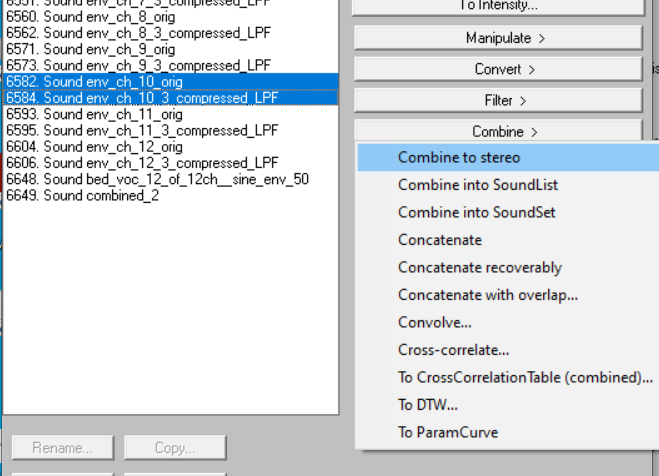 6551. Sound env_ch_7_3_compressed_LPF
6560. Sound env_ch_8_orig
6562. Sound env_ch_8_3_compressed_LPF
6571. Sound env_ch_9_orig
6573. Sound env_ch_9_3_compressed_LPF
6582. Sound env_ch_10_orig
6584. Sound env_ch_10_3_compressed_LPF
6593. Sound env_ch_11_orig
6595. Sound env_ch_11_3_compressed_LPF
6604. Sound env_ch_12_orig
6606. Sound env_ch_12_3_compressed_LPF
6648. Sound bed_voc_12_of_12ch__sine_env_50
6649. Sound combined_2
Rename...
Copy...
To Intensity...
Manipulate >
Convert >
Filter >
Combine >
Combine to stereo
Combine into SoundList
Combine into SoundSet
Concatenate
Concatenate recoverably
Concatenate with overlap...
Convolve...
Cross-correlate...
To CrossCorrelationTable (combined)...
To DTW...
To ParamCurve